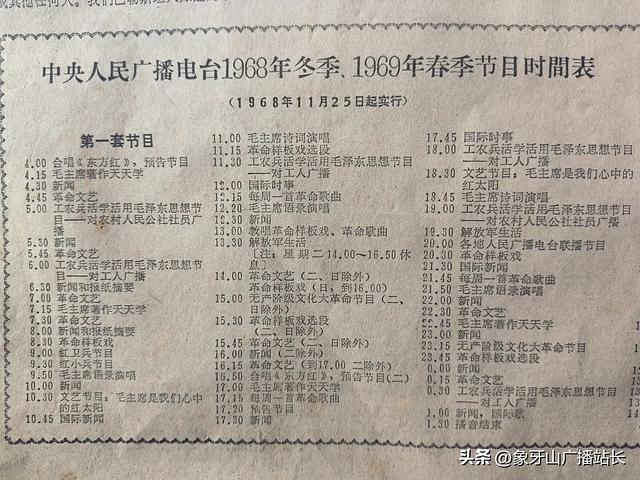 中央人民广播电台1968年冬季、1969年春季节目时間表
（1968年11月25日起实行）
第一套节目
4.00 合唱《东方红》，预告节目
4.15 毛主席著作天天学
4.30 新闻
4.45 革命文艺
5.00 工农兵活学活用毛泽东思想节
目——对农村人民公社社员广
播
5.30 新闻
5.45 革命文艺
6.00 工农兵活学活用毛泽东思想节
目——对工人广播
6.30 新闻和报纸摘要
7.00 革命文艺
7.15 毛主席著作天天学
7.30 革命文艺
8.00 新闻和报纸摘要
8.30 革命样板戏
9.00 红卫兵节目
9.30 红小兵节目
9.50 毛主席语录演唱
10.00 新闻
10.30 文艺节目：毛主席是我们心中
的红太阳
10.45 国际新闻
11.00 毛主席诗词演唱
11.15 革命样板戏选段
11.30 工农兵活学活用毛泽东思想节目
——对工人广播
12.00 国际时事
12.15 每周一首革命歌曲
12.20 毛主席语录演唱
12.30 新闻
13.00 教唱革命样板戏、革命歌曲
13.30 解放军生活
〔注：星期二14.00～16.50休
息〕
14.00 革命文艺（二、日除外）
革命样板戏（日，到16.00）
15.00 无产阶级文化大革命节目（二、
日除外）
15.30 革命样板戏选段
（二、日除外）
15.45 革命文艺（二、日除外）
16.00 新闻（二除外）
16.15 革命文艺（到17.00 二除外）
16.50 合唱《东方红》，预告节目（二）
17.00 毛主席著作天天学
17.15 每周一首革命歌曲
17.20 预告节目
17.30 新闻
17.45 国际时事
18.00 工农兵活学活用毛泽东思想节目
——对工人广播
18.30 文艺节目：毛主席是我们心中的
红太阳
18.45 毛主席诗词演唱
19.00 工农兵活学活用毛泽东思想节目
——对农村人民公社社员广播
19.30 解放军生活
20.00 各地人民广播电台联播节目
20.30 革命样板戏
21.30 国际新闻
21.45 每周一首革命歌曲
21.50 毛主席语录演唱
22.00 新闻
22.30 革命文艺
22.45 毛主席著作天天学
23.00 新闻
23.15 无产阶级文化大革命节目
23.45 革命样板戏选段
0.00 新闻
0.15 革命文艺
0.30 工农兵活学活用毛泽东思想节目
——对工人广播
1.00 新闻，国际歌
1.30 播音结束
头条 @象牙山广播站长